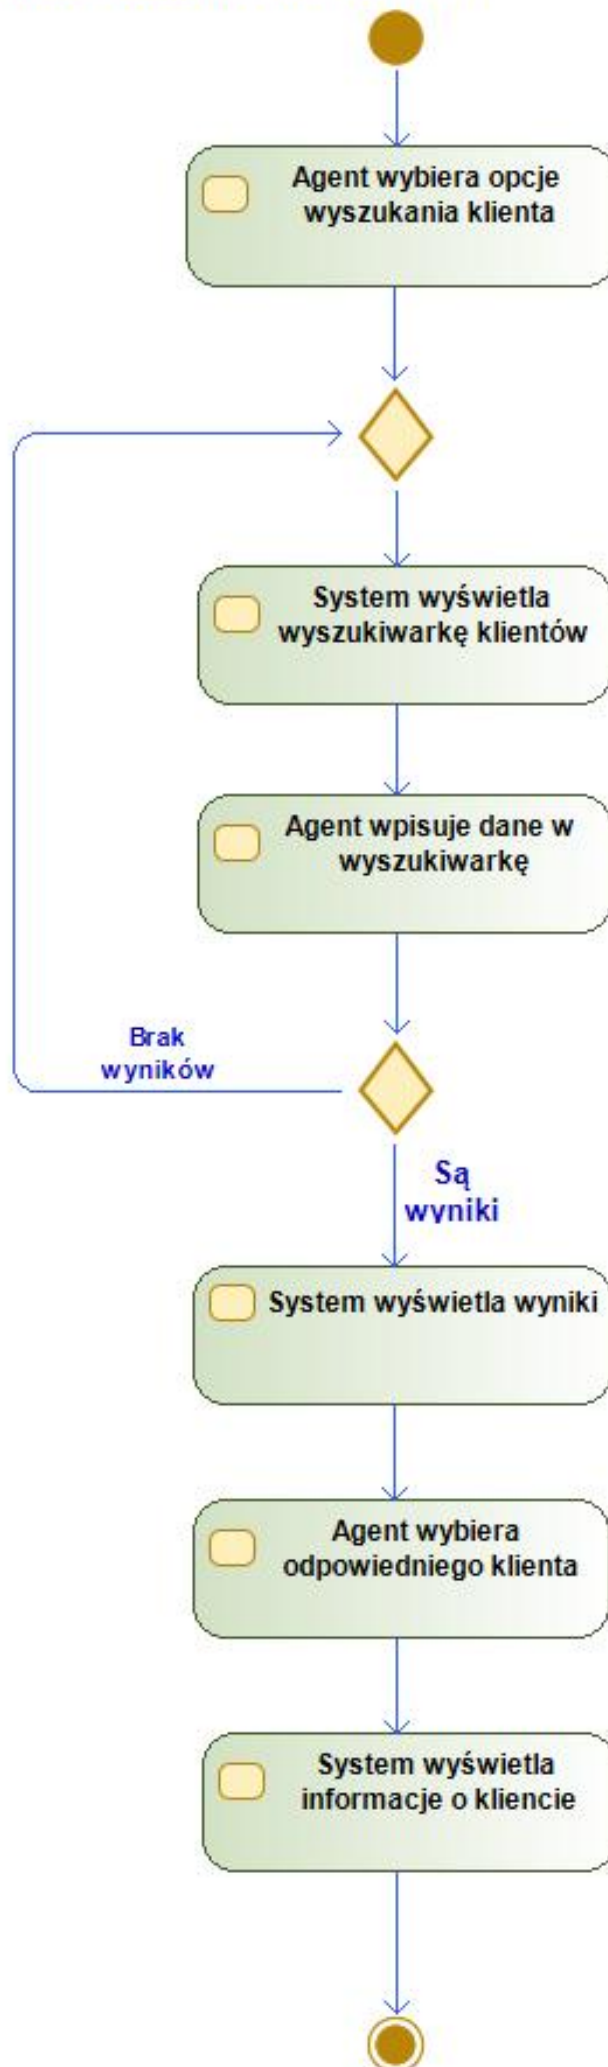 Agent wybiera opcje
wyszukania klienta
System wyświetla
wyszukiwarkę klientów
Agent wpisuje dane w
wyszukiwarkę
Brak
wyników
Są
wyniki
System wyświetla wyniki
Agent wybiera
odpowiedniego klienta
System wyświetla
informacje o kliencie